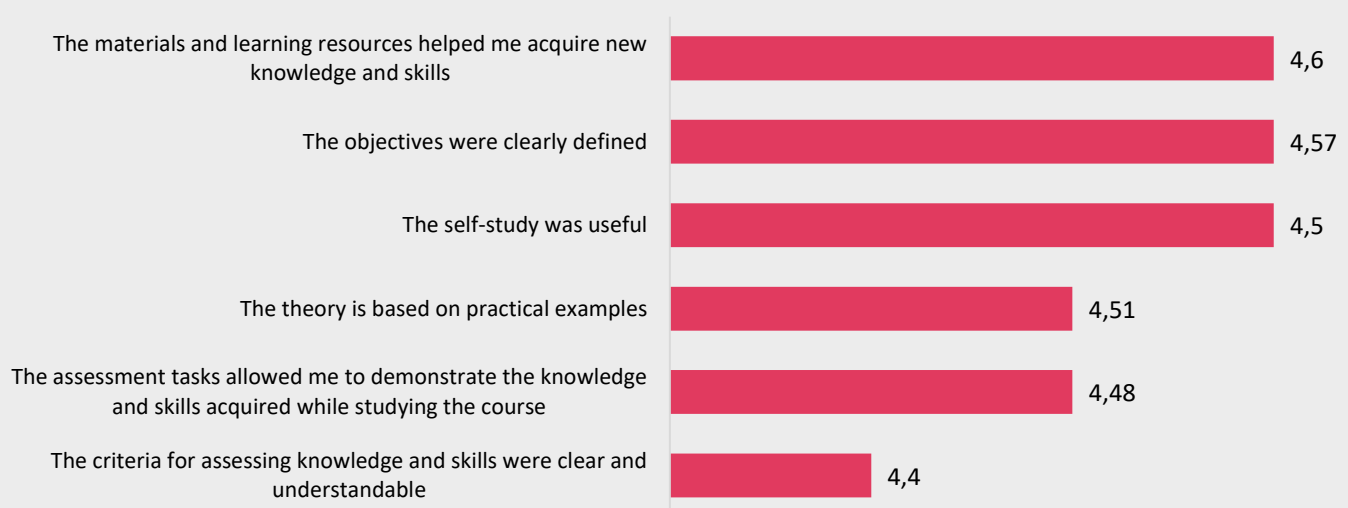 The materials and learning resources helped me acquire new
knowledge and skills
4,6
The objectives were clearly defined
4,57
The self-study was useful
4,5
The theory is based on practical examples
4,51
The assessment tasks allowed me to demonstrate the knowledge
and skills acquired while studying the course
4,48
The criteria for assessing knowledge and skills were clear and
understandable
4,4